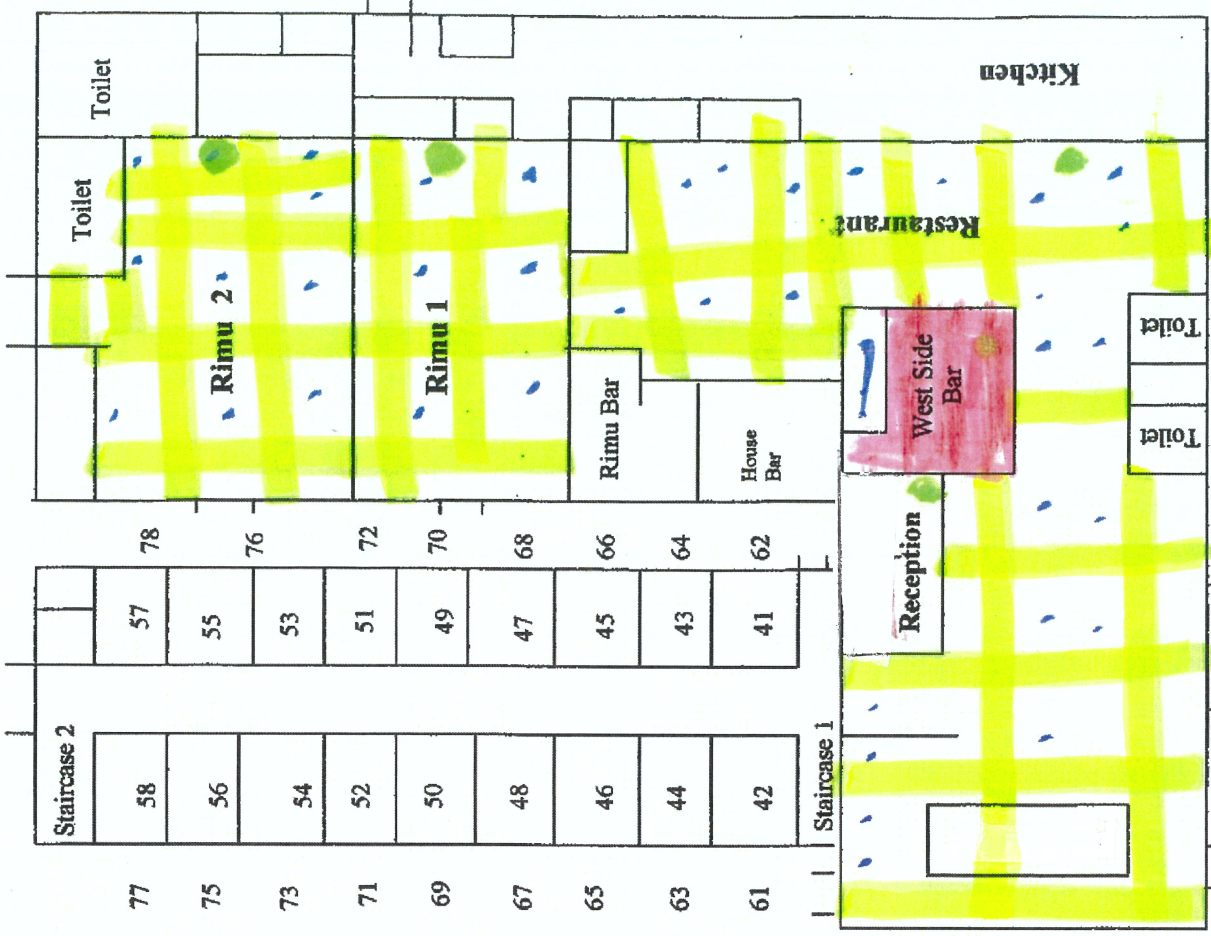 Toilet
Toilet
Kitchen
Restaurant
Rimu 2
Rimu 1
Rimu Bar
House
Bar
West Side
Bar
Toilet
Toilet
Reception
78
76
72
70
68
66
64
62
57
55
53
51
49
47
45
43
41
Staircase 2
58
56
54
52
50
48
46
44
42
Staircase 1
77
75
73
71
69
67
65
63
61